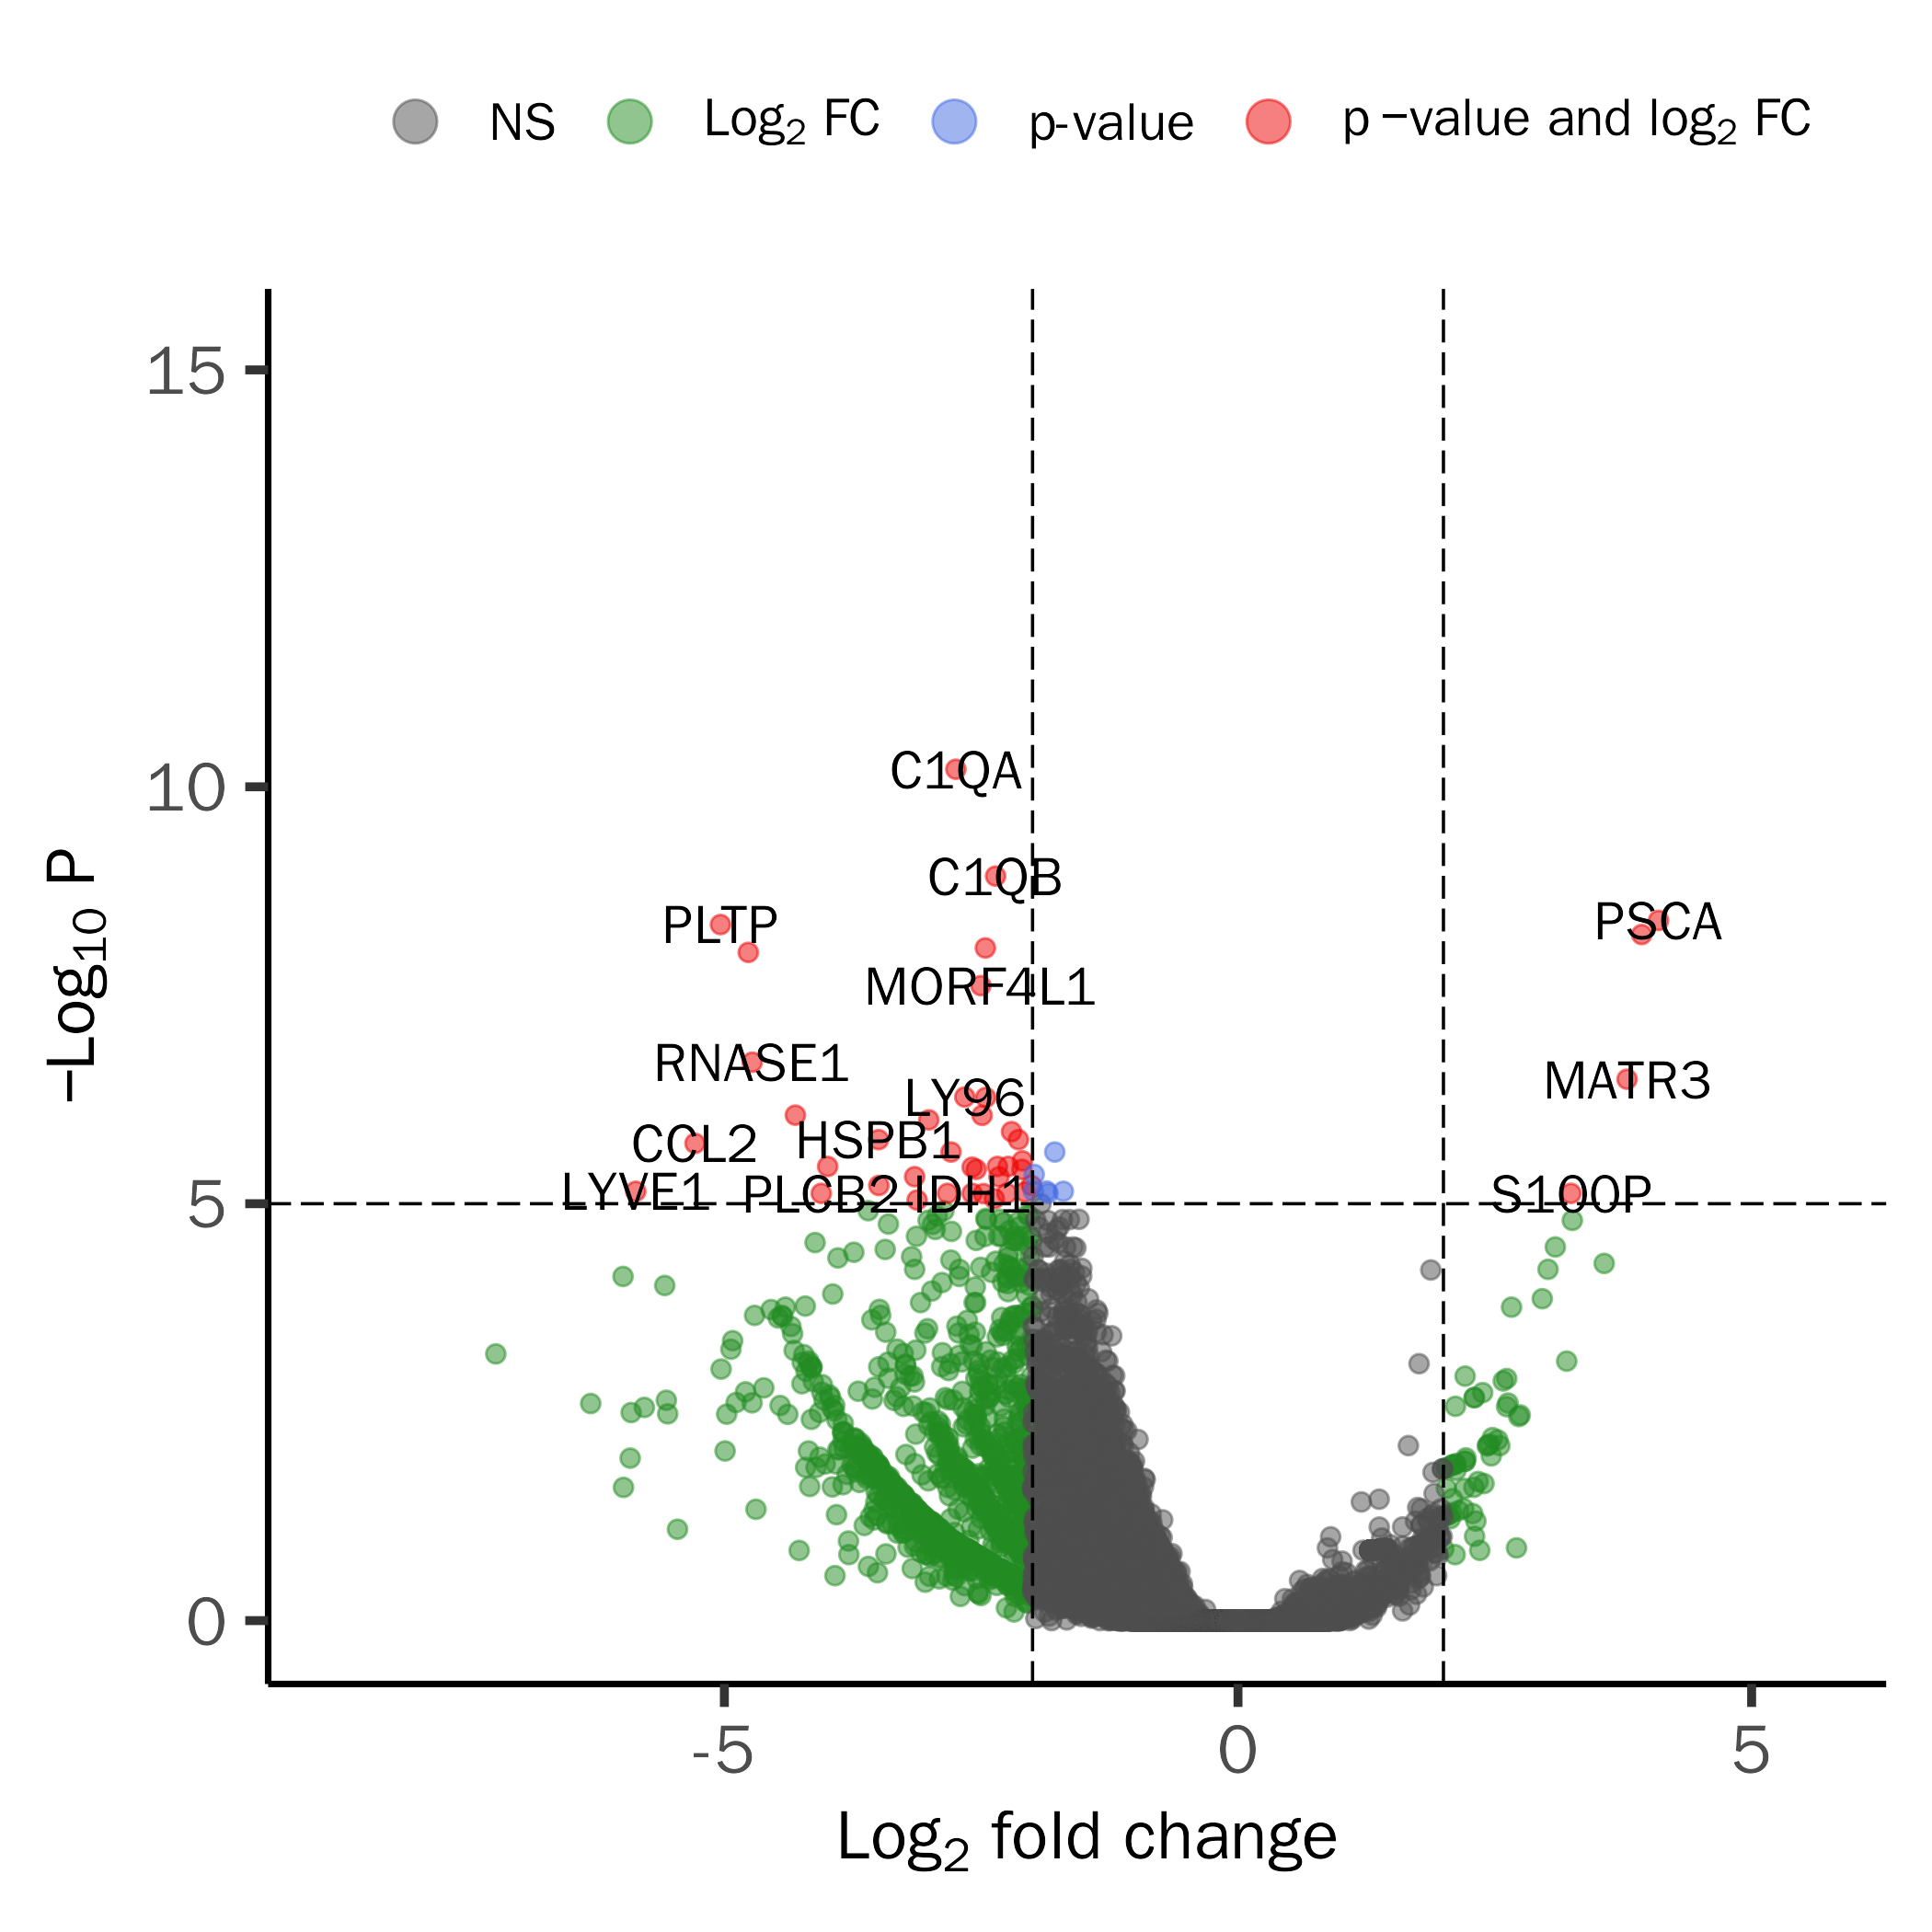 NS Log₂ FC p-value p −value and log₂ FC
15
10
5
0
−Log₁₀ P
C1QA
C1QB
PLTP
PSCA
MORF4L1
RNASE1
MATR3
LY96
HSPB1
CCL2
LYVE1
PLCB2
IDH1
S100P
-5 0 5
Log₂ fold change